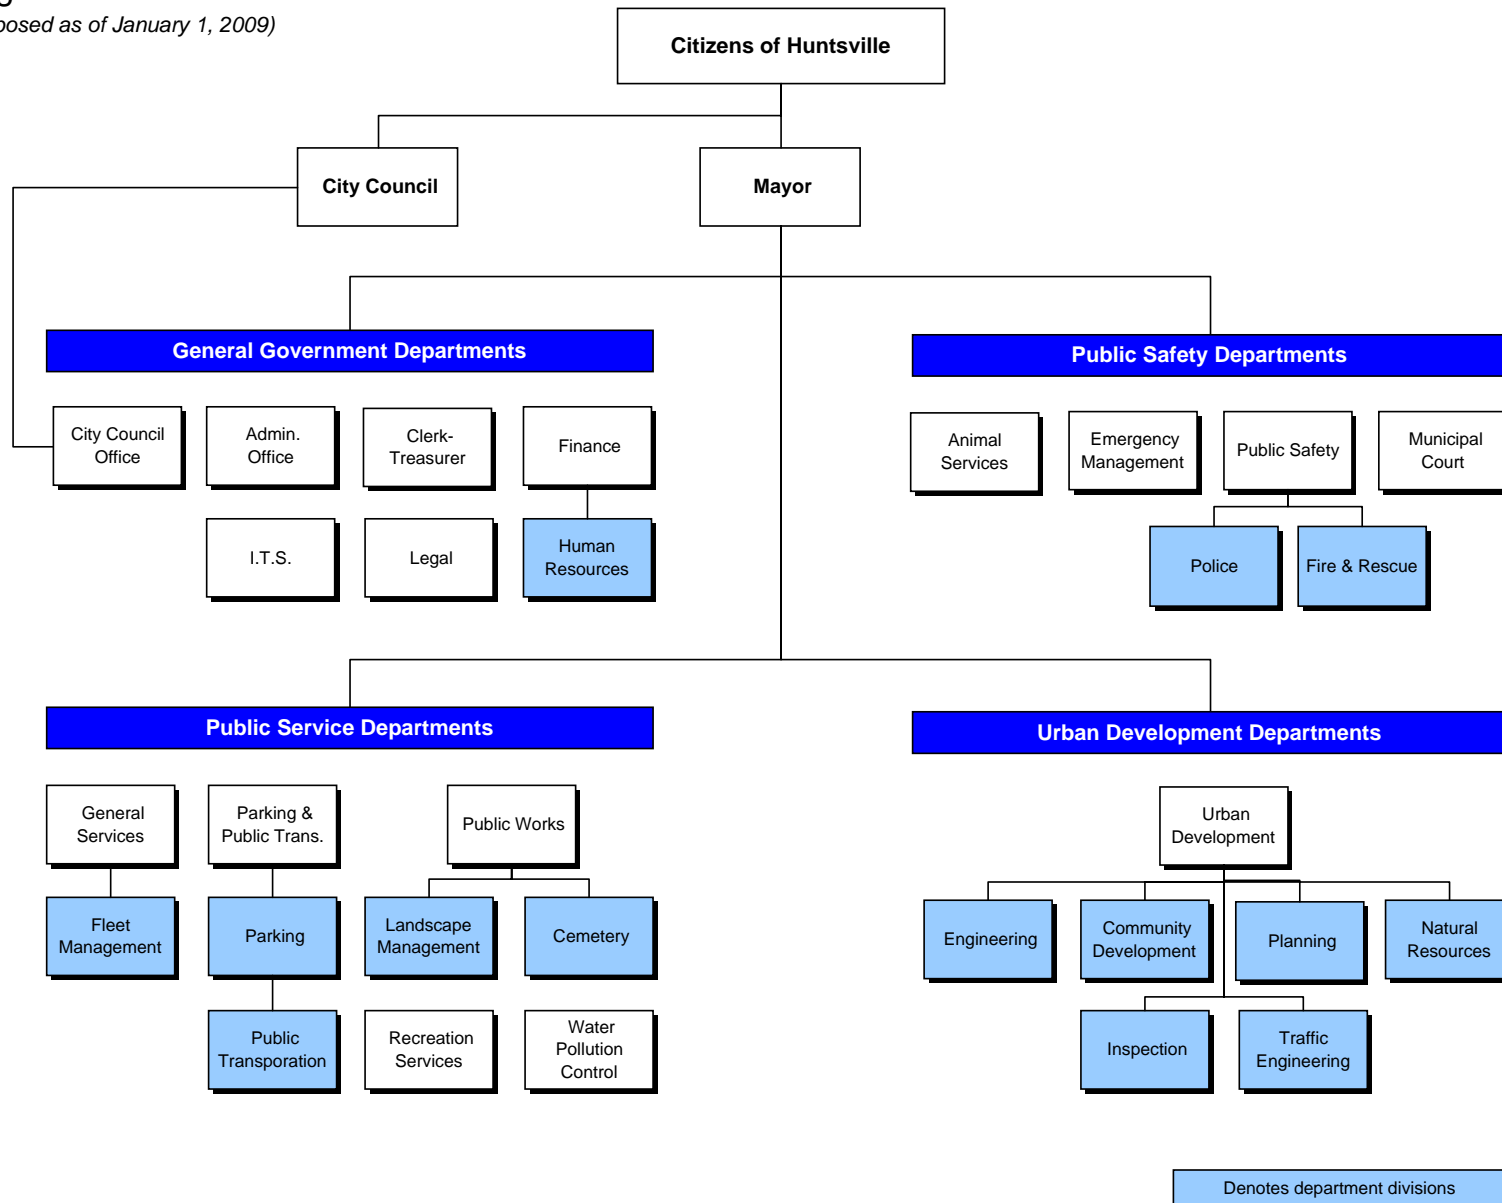 posed as of January 1, 2009)
Citizens of Huntsville
City Council
Mayor
General Government Departments
Public Safety Departments
City Council
Office
Admin.
Office
Clerk-
Treasurer
Finance
Animal
Services
Emergency
Management
Public Safety
Municipal
Court
I.T.S.
Legal
Human
Resources
Police
Fire & Rescue
Public Service Departments
Urban Development Departments
General
Services
Parking &
Public Trans.
Public Works
Urban
Development
Fleet
Management
Parking
Landscape
Management
Cemetery
Engineering
Community
Development
Planning
Natural
Resources
Public
Transporation
Recreation
Services
Water
Pollution
Control
Inspection
Traffic
Engineering
Denotes department divisions